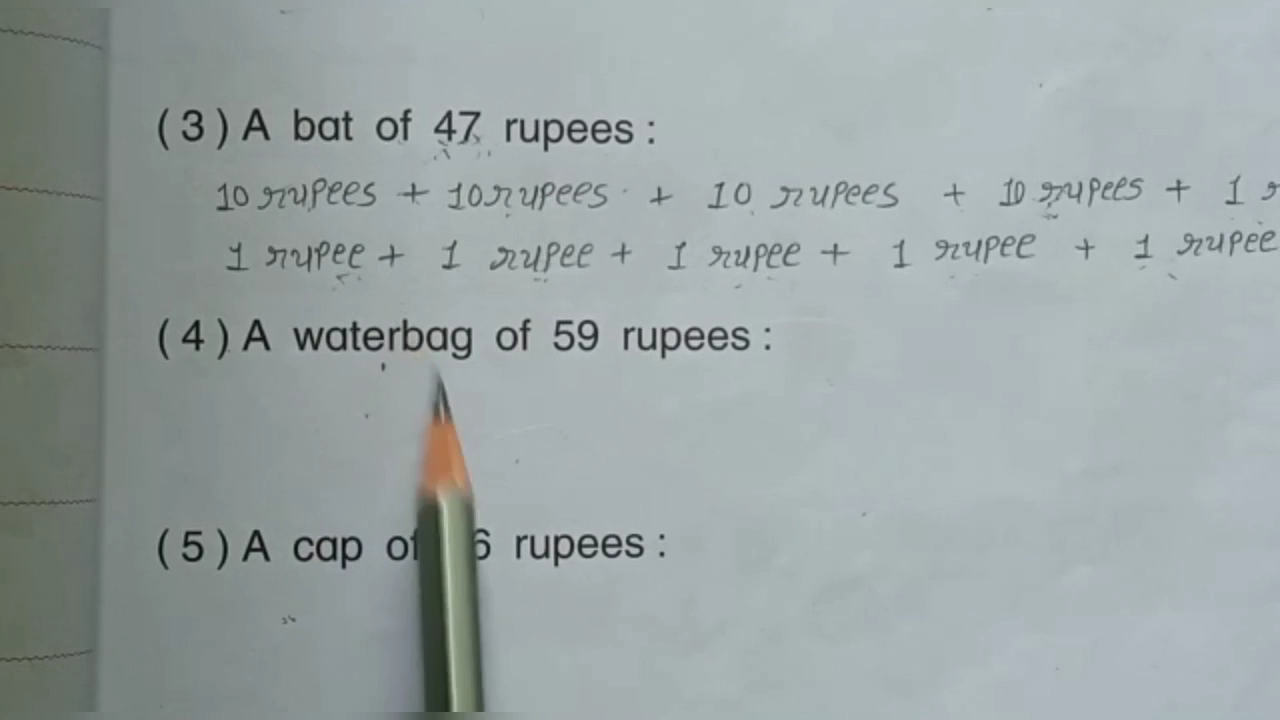 (3) A bat of 47 rupees :
10 rupees + 10 rupees + 10 rupees + 10 rupees + 1
1 rupee + 1 rupee + 1 rupee + 1 rupee + 1 rupee
(4) A waterbag of 59 rupees :
(5) A cap of 6 rupees :